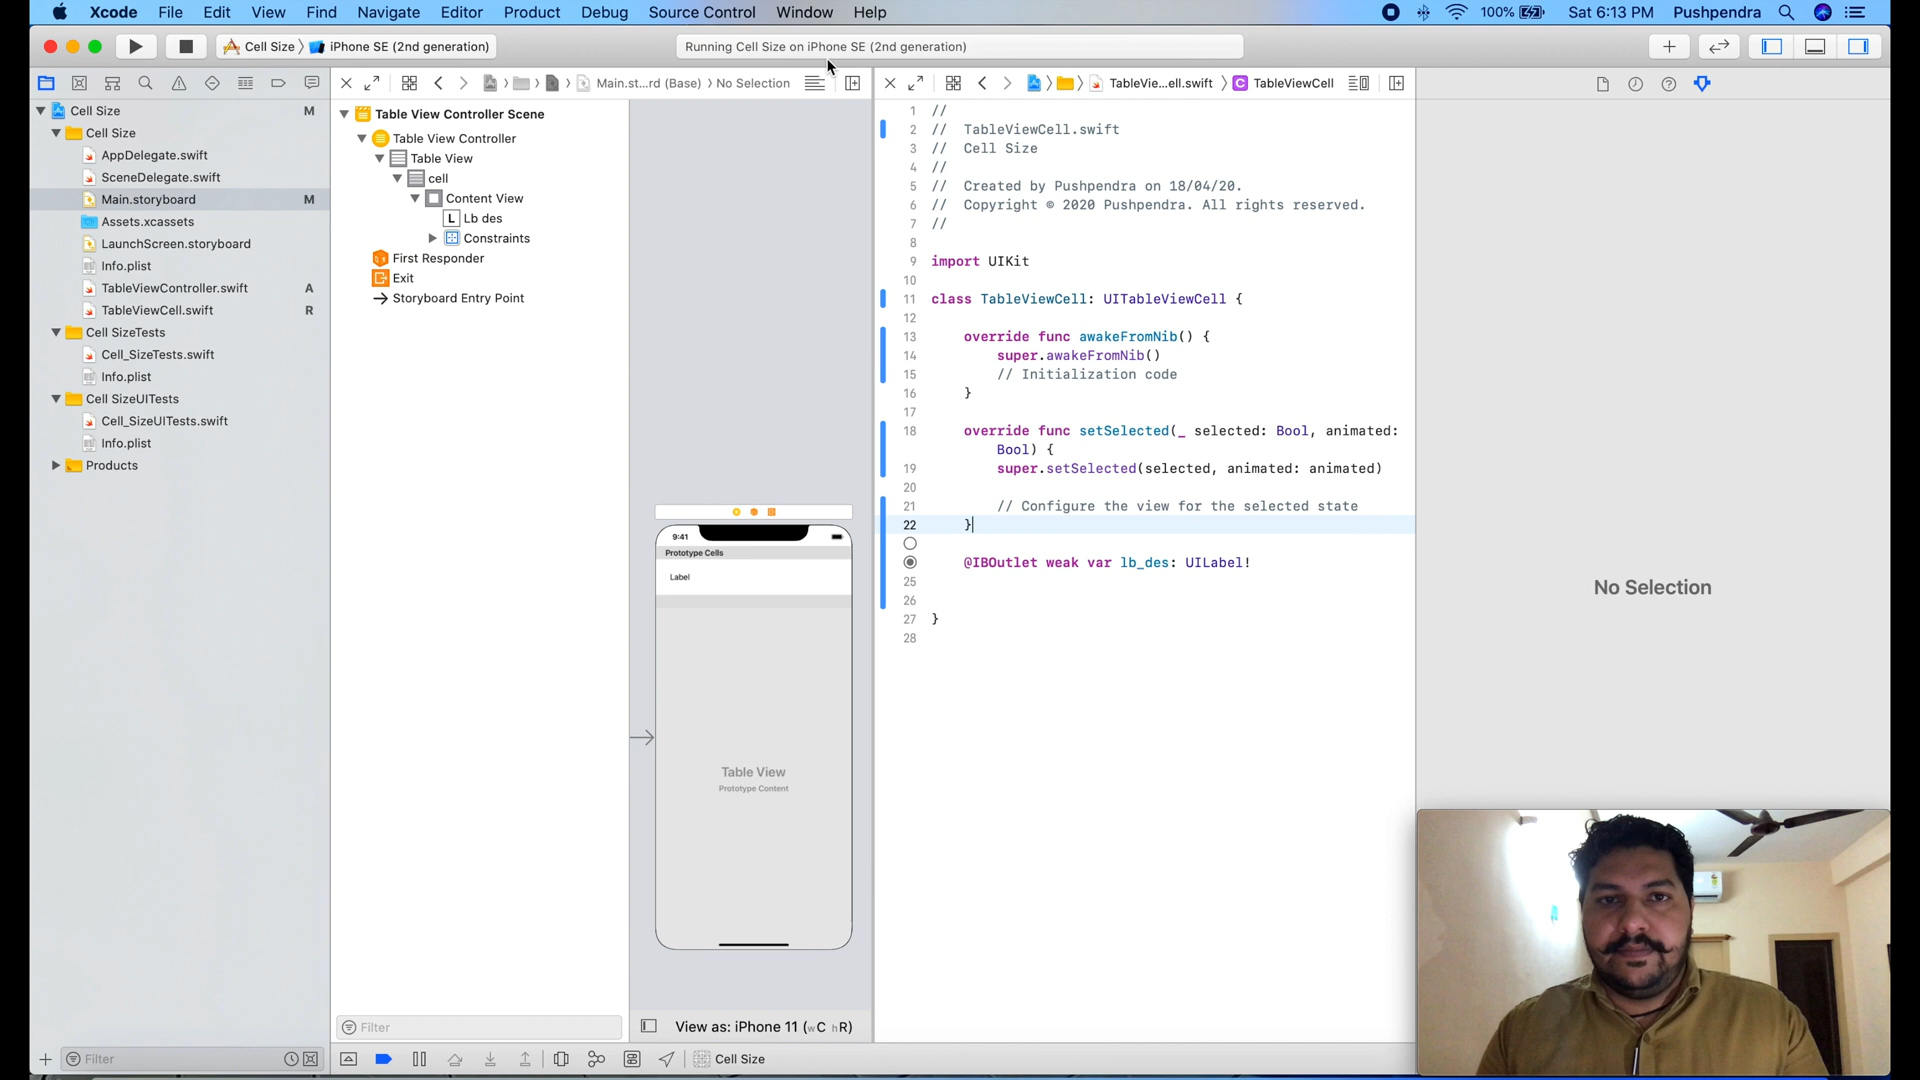 Xcode File Edit View Find Navigate Editor Product Debug Source Control Window Help
100% Sat 6:13 PM Pushpendra
Cell Size iPhone SE (2nd generation)
Running Cell Size on iPhone SE (2nd generation)
Main.st...rd (Base) No Selection
TableVie...ell.swift C TableViewCell
Cell Size M
Cell Size
AppDelegate.swift
SceneDelegate.swift
Main.storyboard M
Assets.xcassets
LaunchScreen.storyboard
Info.plist
TableViewController.swift A
TableViewCell.swift R
Cell SizeTests
Cell_SizeTests.swift
Info.plist
Cell SizeUITests
Cell_SizeUITests.swift
Info.plist
Products
Filter
Table View Controller Scene
Table View Controller
Table View
cell
Content View
L Lb des
Constraints
First Responder
Exit
Storyboard Entry Point
Filter
9:41
Prototype Cells
Label
Table View
Prototype Content
View as: iPhone 11 (wC hR)
1 //
2 // TableViewCell.swift
3 // Cell Size
4 //
5 // Created by Pushpendra on 18/04/20.
6 // Copyright © 2020 Pushpendra. All rights reserved.
7 //
8
9 import UIKit
10
11 class TableViewCell: UITableViewCell {
12
13 override func awakeFromNib() {
14 super.awakeFromNib()
15 // Initialization code
16 }
17
18 override func setSelected(_ selected: Bool, animated:
Bool) {
19 super.setSelected(selected, animated: animated)
20
21 // Configure the view for the selected state
22 }
@IBOutlet weak var lb_des: UILabel!
25
26
27 }
28
Cell Size
No Selection